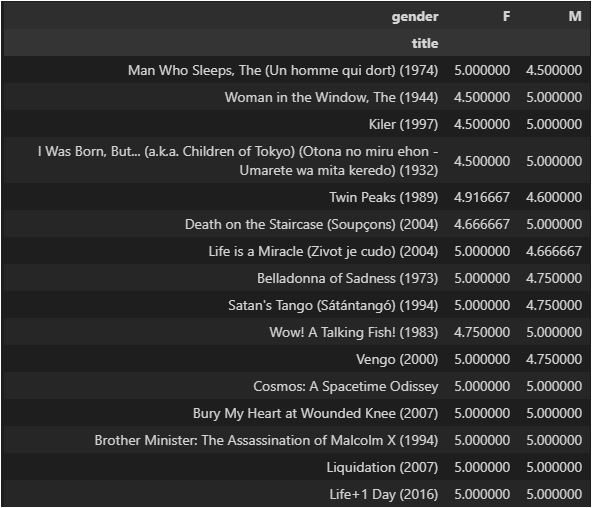 gender F M
title
Man Who Sleeps, The (Un homme qui dort) (1974) 5.000000 4.500000
Woman in the Window, The (1944) 4.500000 5.000000
Kiler (1997) 4.500000 5.000000
I Was Born, But... (a.k.a. Children of Tokyo) (Otona no miru ehon -
Umarete wa mita keredo) (1932) 4.500000 5.000000
Twin Peaks (1989) 4.916667 4.600000
Death on the Staircase (Soupçons) (2004) 4.666667 5.000000
Life is a Miracle (Zivot je cudo) (2004) 5.000000 4.666667
Belladonna of Sadness (1973) 5.000000 4.750000
Satan's Tango (Sátántangó) (1994) 5.000000 4.750000
Wow! A Talking Fish! (1983) 4.750000 5.000000
Vengo (2000) 5.000000 4.750000
Cosmos: A Spacetime Odissey 5.000000 5.000000
Bury My Heart at Wounded Knee (2007) 5.000000 5.000000
Brother Minister: The Assassination of Malcolm X (1994) 5.000000 5.000000
Liquidation (2007) 5.000000 5.000000
Life+1 Day (2016) 5.000000 5.000000